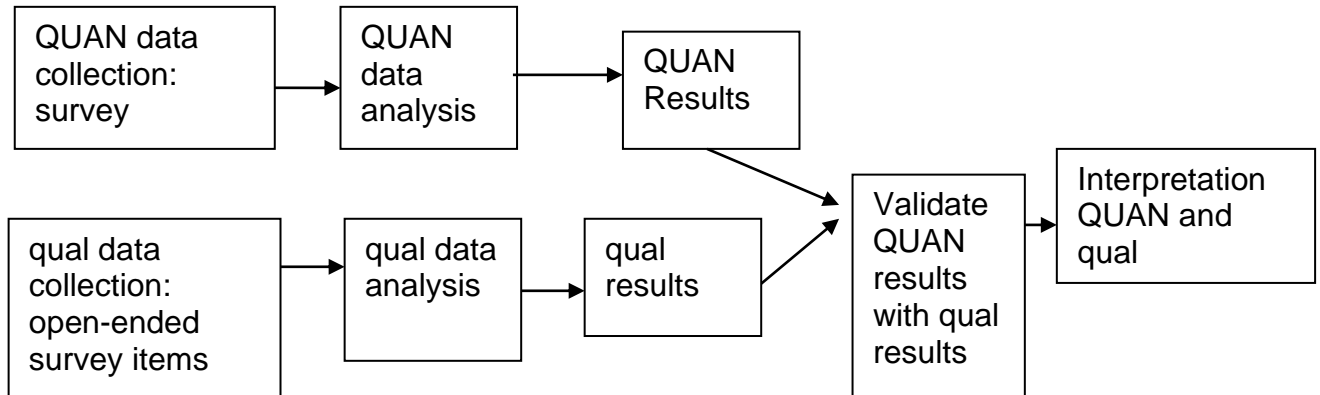 QUAN data
collection:
survey
QUAN
data
analysis
QUAN
Results
qual data
collection:
open-ended
survey items
qual data
analysis
qual
results
Validate
QUAN
results
with qual
results
Interpretation
QUAN and
qual